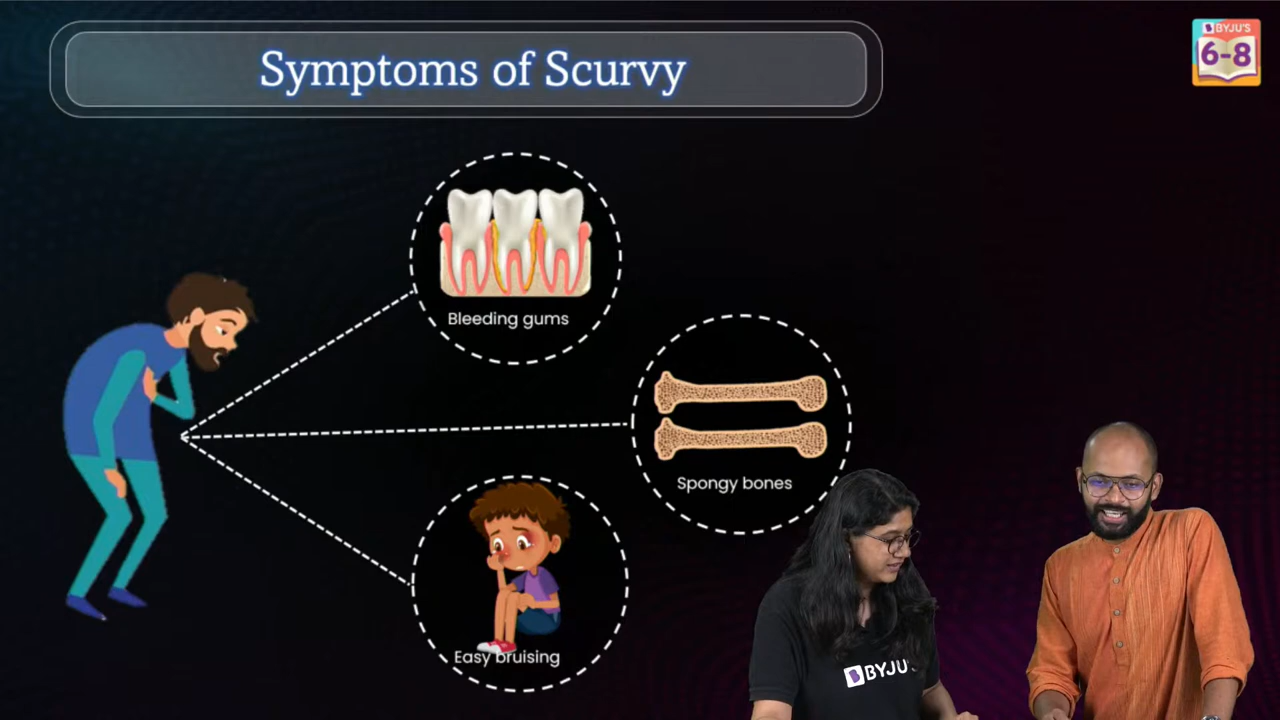 Symptoms of Scurvy
BYJU'S
6-8
Bleeding gums
Spongy bones
Easy bruising
BYJU'S